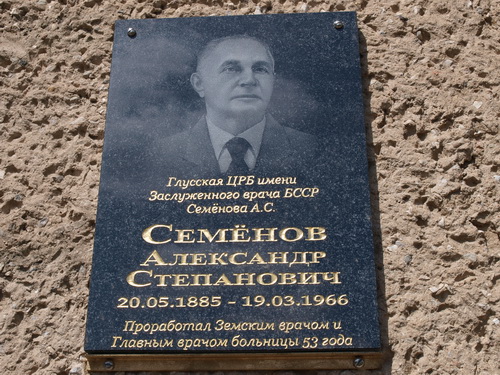 Глусская ЦРБ имени
Заслуженного врача БССР
Семёнова А.С.
Семёнов
Александр
Степанович
20.05.1885 - 19.03.1966
Проработал Земским врачом и
Главным врачом больницы 53 года